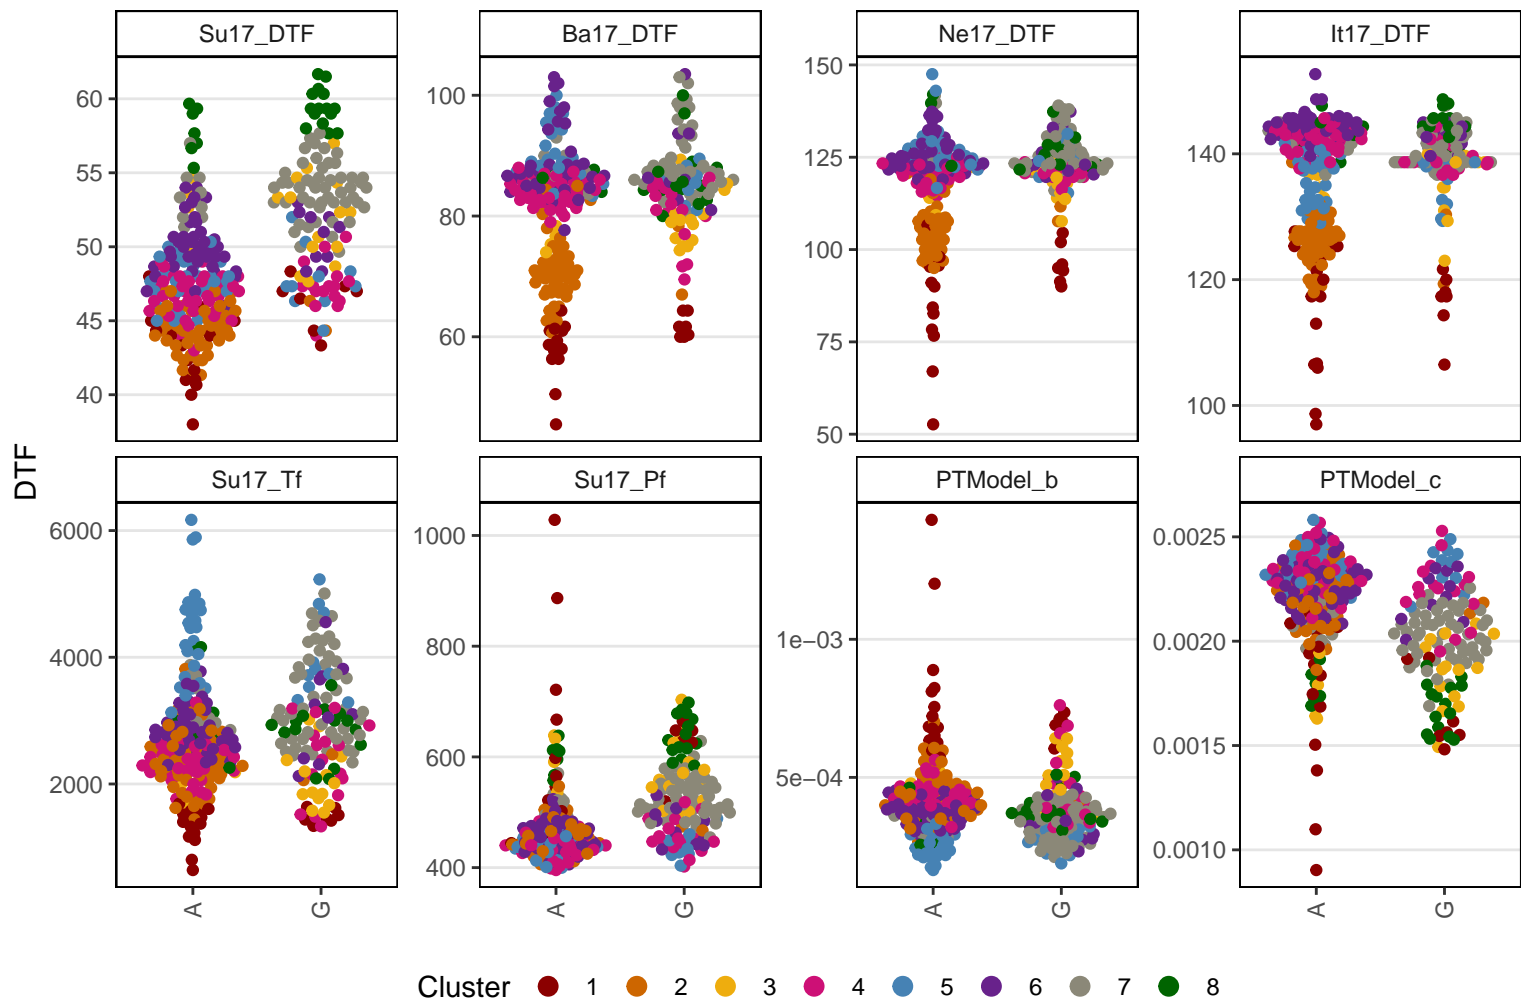 Su17_DTF
Ba17_DTF
Ne17_DTF
It17_DTF
60
55
50
45
40
100
80
60
150
125
100
75
50
140
120
100
DTF
Su17_Tf
Su17_Pf
PTModel_b
PTModel_c
6000
4000
2000
1000
800
600
400
1e−03
5e−04
0.0025
0.0020
0.0015
0.0010
A
G
A
G
A
G
A
G
Cluster 1 2 3 4 5 6 7 8